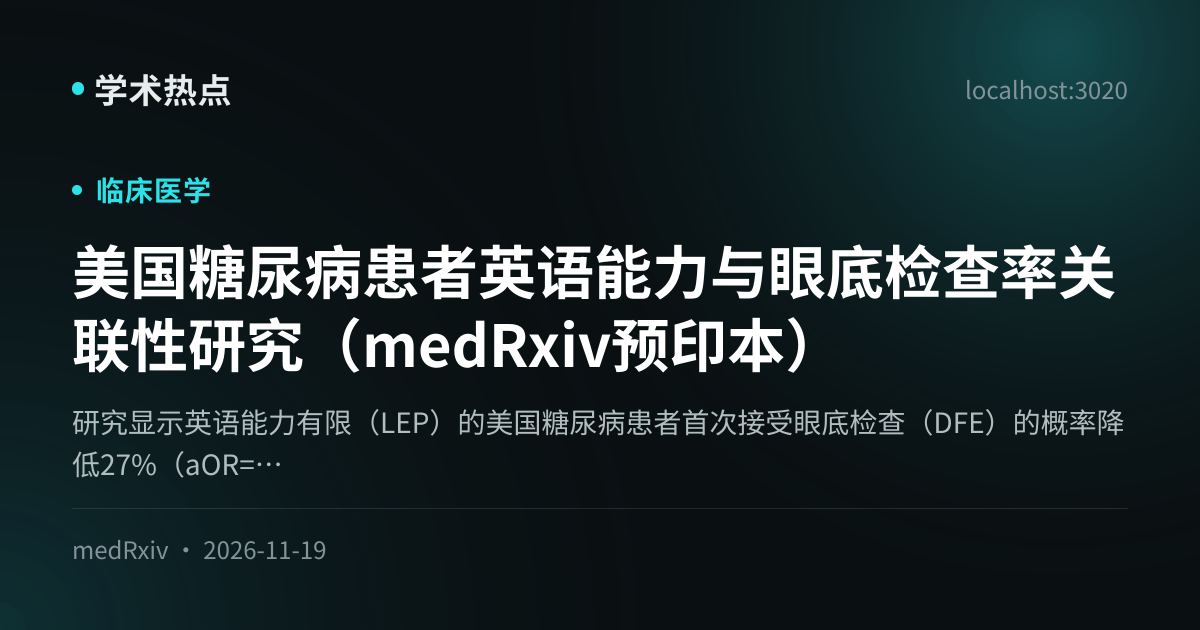 学术热点
localhost:3020
临床医学
美国糖尿病患者英语能力与眼底检查率关
联性研究（medRxiv预印本）
研究显示英语能力有限（LEP）的美国糖尿病患者首次接受眼底检查（DFE）的概率降
低27%（aOR=…
medRxiv • 2026-11-19